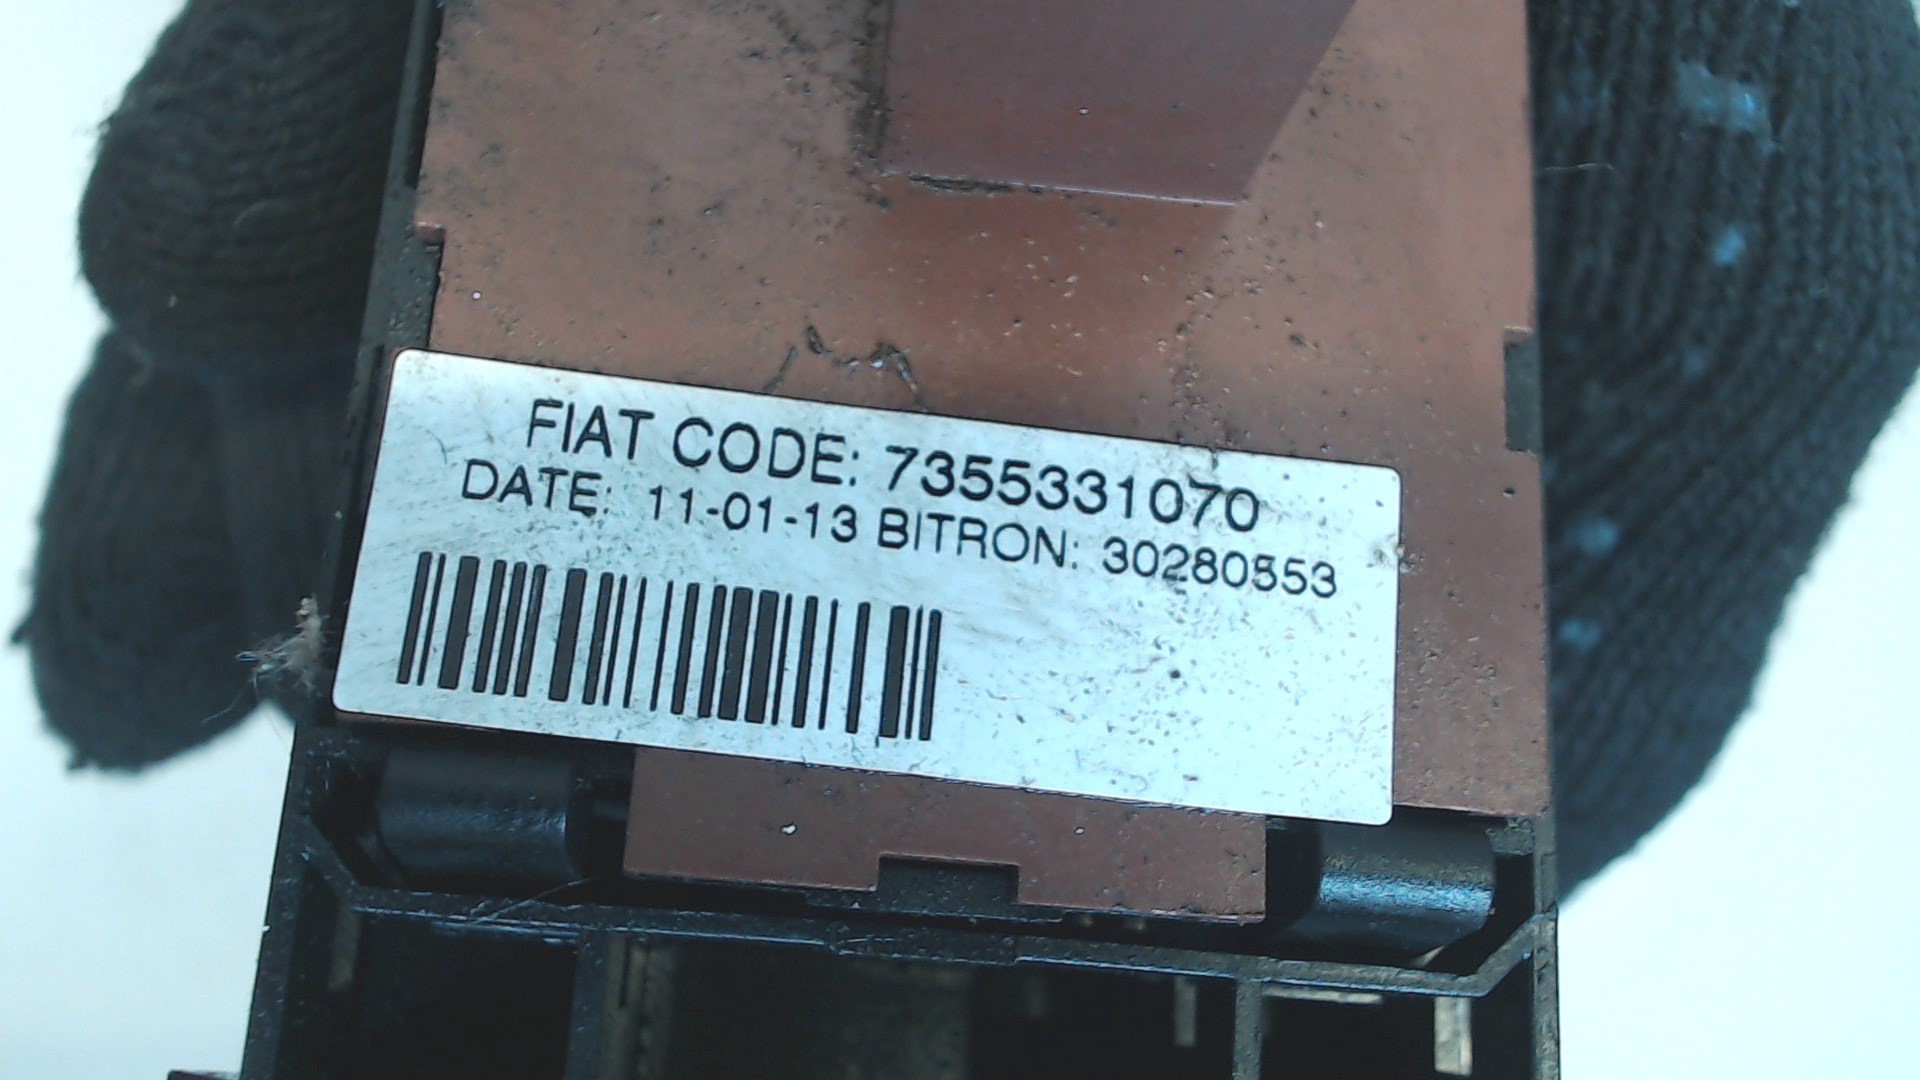 FIAT CODE: 7355331070
DATE: 11-01-13 BITRON: 30280553